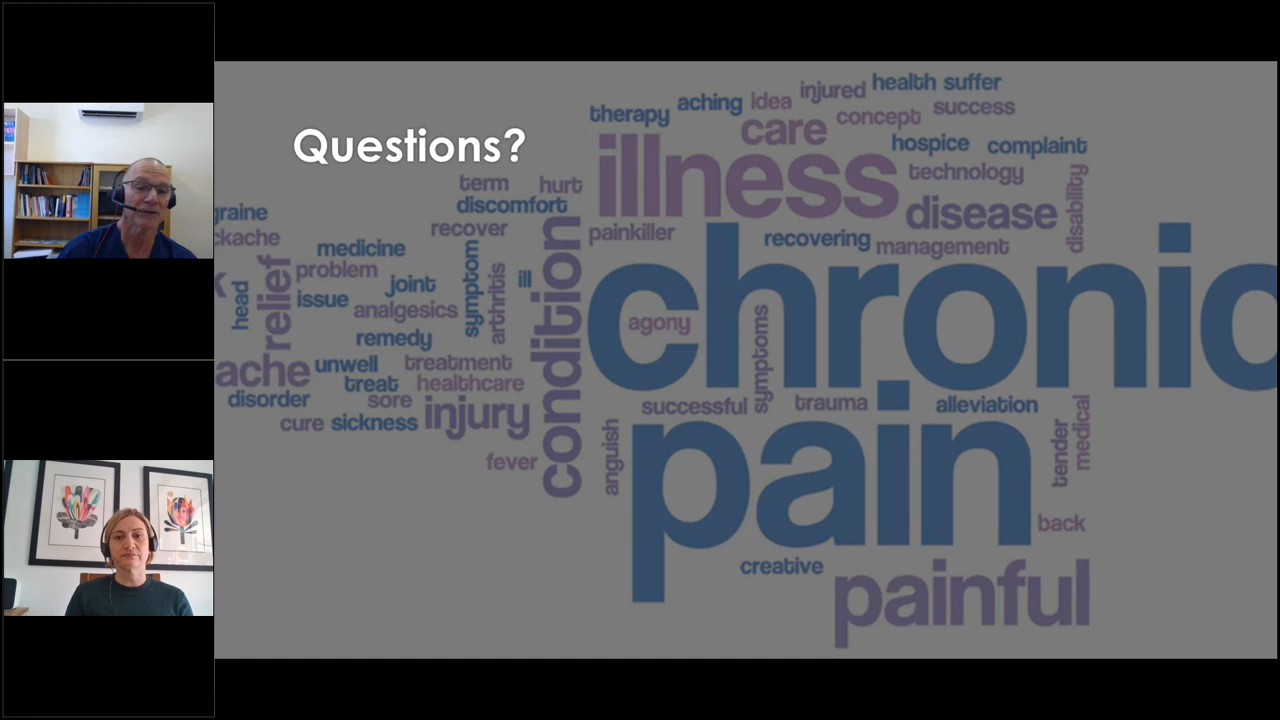 Questions?
injured
health suffer
therapy
aching
idea
concept
success
care
hospice
complaint
illness
technology
disability
term
hurt
discomfort
disease
graine
recover
painkiller
recovering
management
ckache
medicine
condition
chronic
problem
joint
symptom
arthritis
ill
head
relief
issue
analgesics
agony
symptoms
remedy
ache
unwell
treatment
treat
healthcare
disorder
sore
injury
successful
trauma
alleviation
cure
sickness
pain
anguish
tender
medical
fever
back
creative
painful